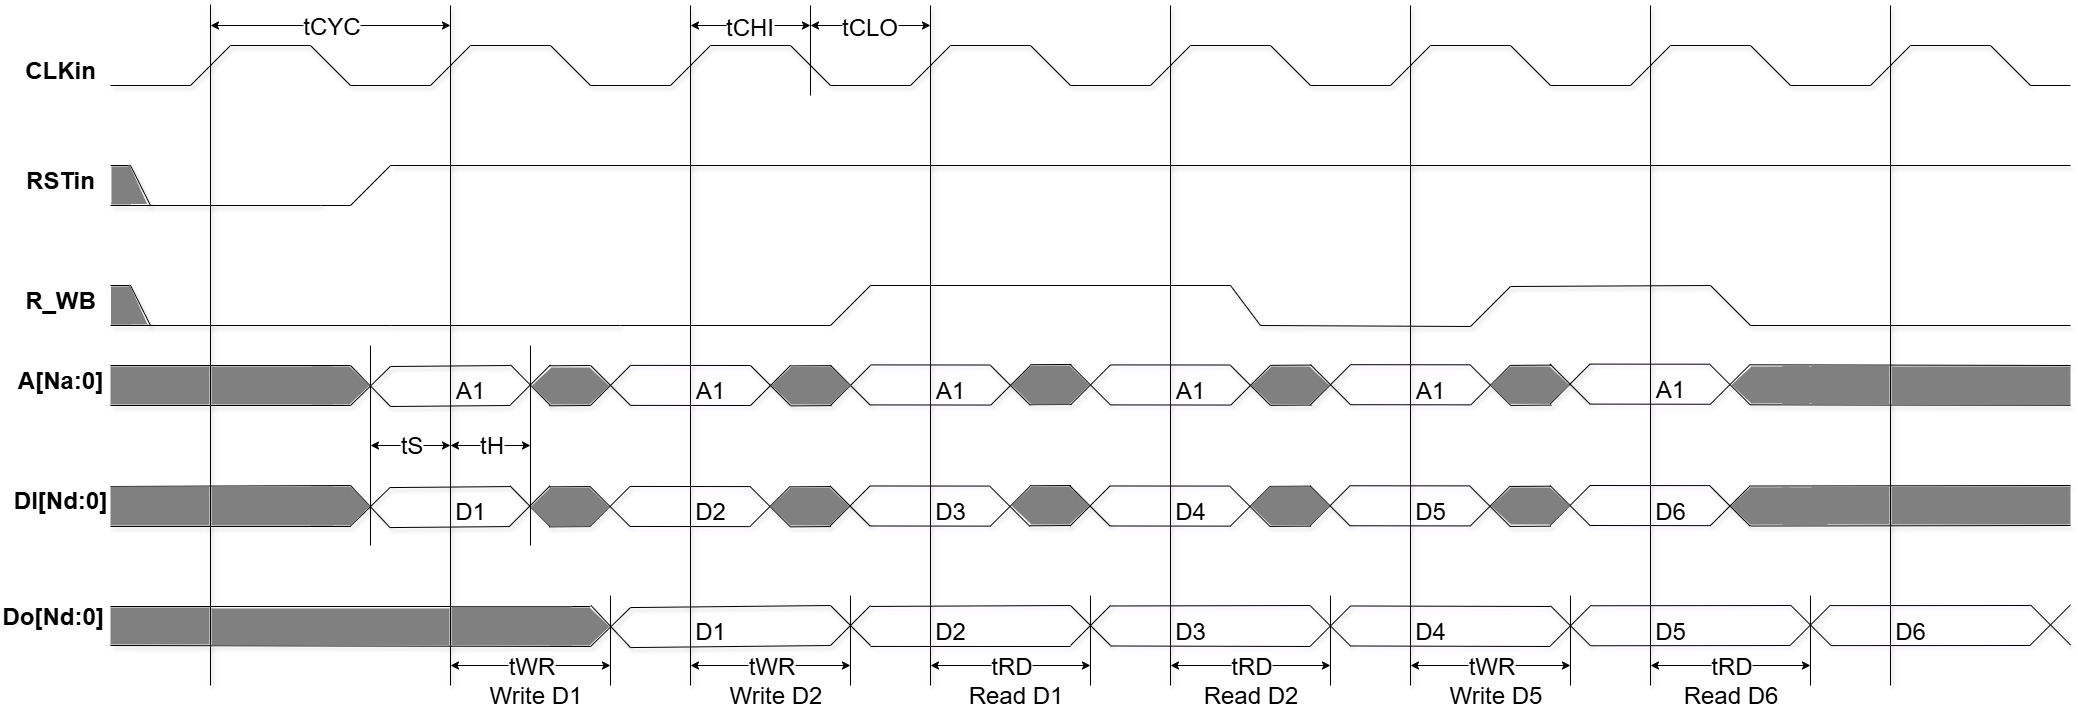 tCYC tCHI tCLO
CLKin
RSTin
R_WB
A[Na:0] A1 A1 A1 A1 A1 A1
tS tH
DI[Nd:0] D1 D2 D3 D4 D5 D6
Do[Nd:0] D1 D2 D3 D4 D5 D6
tWR tWR tRD tRD tWR tRD
Write D1 Write D2 Read D1 Read D2 Write D5 Read D6